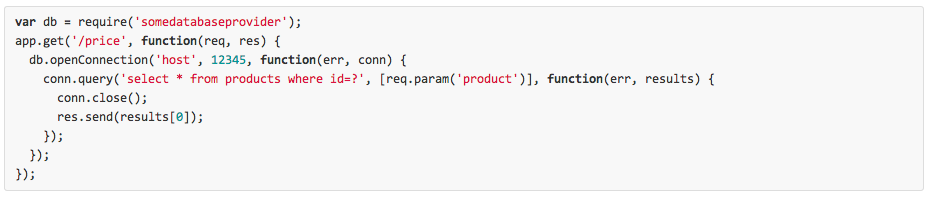 var db = require('somedatabaseprovider');
app.get('/price', function(req, res) {
  db.openConnection('host', 12345, function(err, conn) {
    conn.query('select * from products where id=?', [req.param('product')], function(err, results) {
      conn.close();
      res.send(results[0]);
    });
  });
});